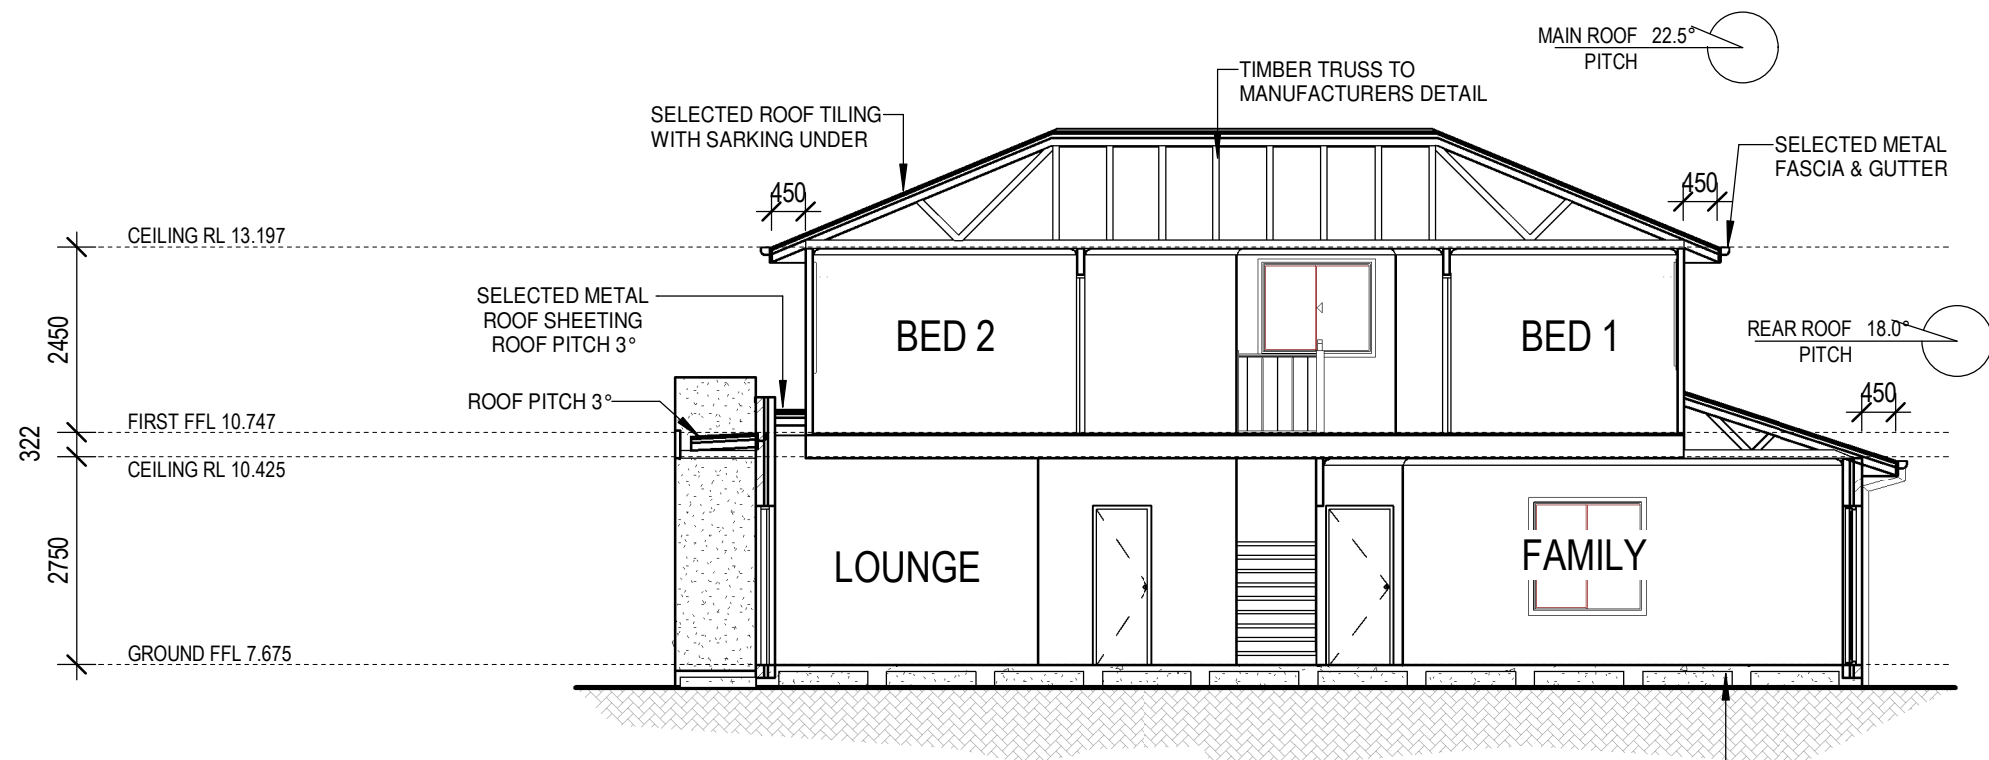 MAIN ROOF 22.5°
PITCH
TIMBER TRUSS TO
MANUFACTURERS DETAIL
SELECTED ROOF TILING
WITH SARKING UNDER
SELECTED METAL
FASCIA & GUTTER
450
450
CEILING RL 13.197
SELECTED METAL
ROOF SHEETING
ROOF PITCH 3°
2450
BED 2
BED 1
REAR ROOF 18.0°
PITCH
ROOF PITCH 3°
450
FIRST FFL 10.747
322
CEILING RL 10.425
2750
LOUNGE
FAMILY
GROUND FFL 7.675